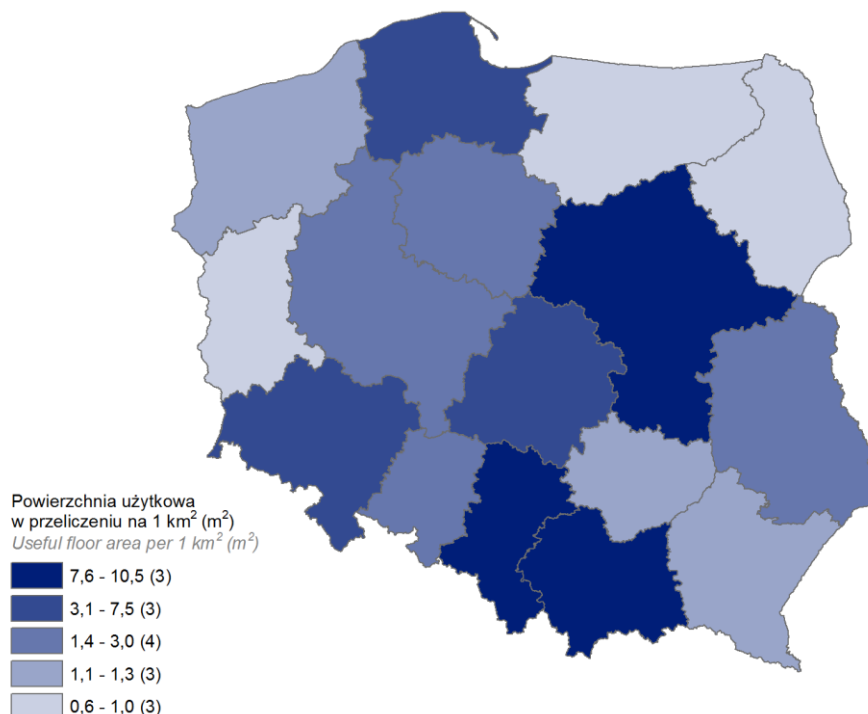 Powierzchnia użytkowa
w przeliczeniu na 1 km² (m²)
Useful floor area per 1 km² (m²)
7,6 - 10,5 (3)
3,1 - 7,5 (3)
1,4 - 3,0 (4)
1,1 - 1,3 (3)
0,6 - 1,0 (3)